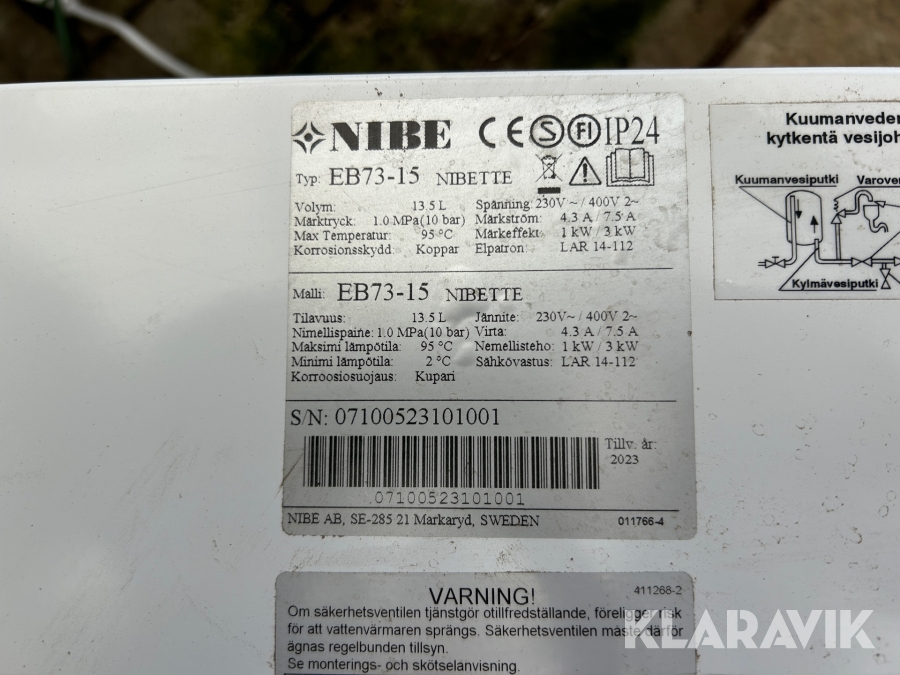 NIBE CE S FI IP24
Typ: EB73-15 NIBETTE
Volym: 13.5 L Spänning: 230V~ / 400V 2~
Märktryck: 1.0 MPa(10 bar) Märkström: 4.3 A / 7.5 A
Max Temperatur: 95 °C Märkeffekt: 1 kW / 3 kW
Korrosionsskydd: Koppar Elpatron: LAR 14-112
Malli: EB73-15 NIBETTE
Tilavuus: 13.5 L Jännite: 230V~ / 400V 2~
Nimellispaine: 1.0 MPa(10 bar) Virta: 4.3 A / 7.5 A
Maksimi lämpötila: 95 °C Nemellisteho: 1 kW / 3 kW
Minimi lämpötila: 2 °C Sähkövastus: LAR 14-112
Korroosiosuojaus: Kupari
S/N: 07100523101001
Tillv. år:
2023
07100523101001
NIBE AB, SE-285 21 Markaryd, SWEDEN 011766-4
Kuumanveden
kytkentä vesijoh
Kuumanvesiputki Varoven
Kylmävesiputki
VARNING! 411268-2
Om säkerhetsventilen tjänstgör otillfredställande, föreligger risk
för att vattenvärmaren sprängs. Säkerhetsventilen måste därför
ägnas regelbunden tillsyn.
Se monterings- och skötselanvisning.
KLARAVIK